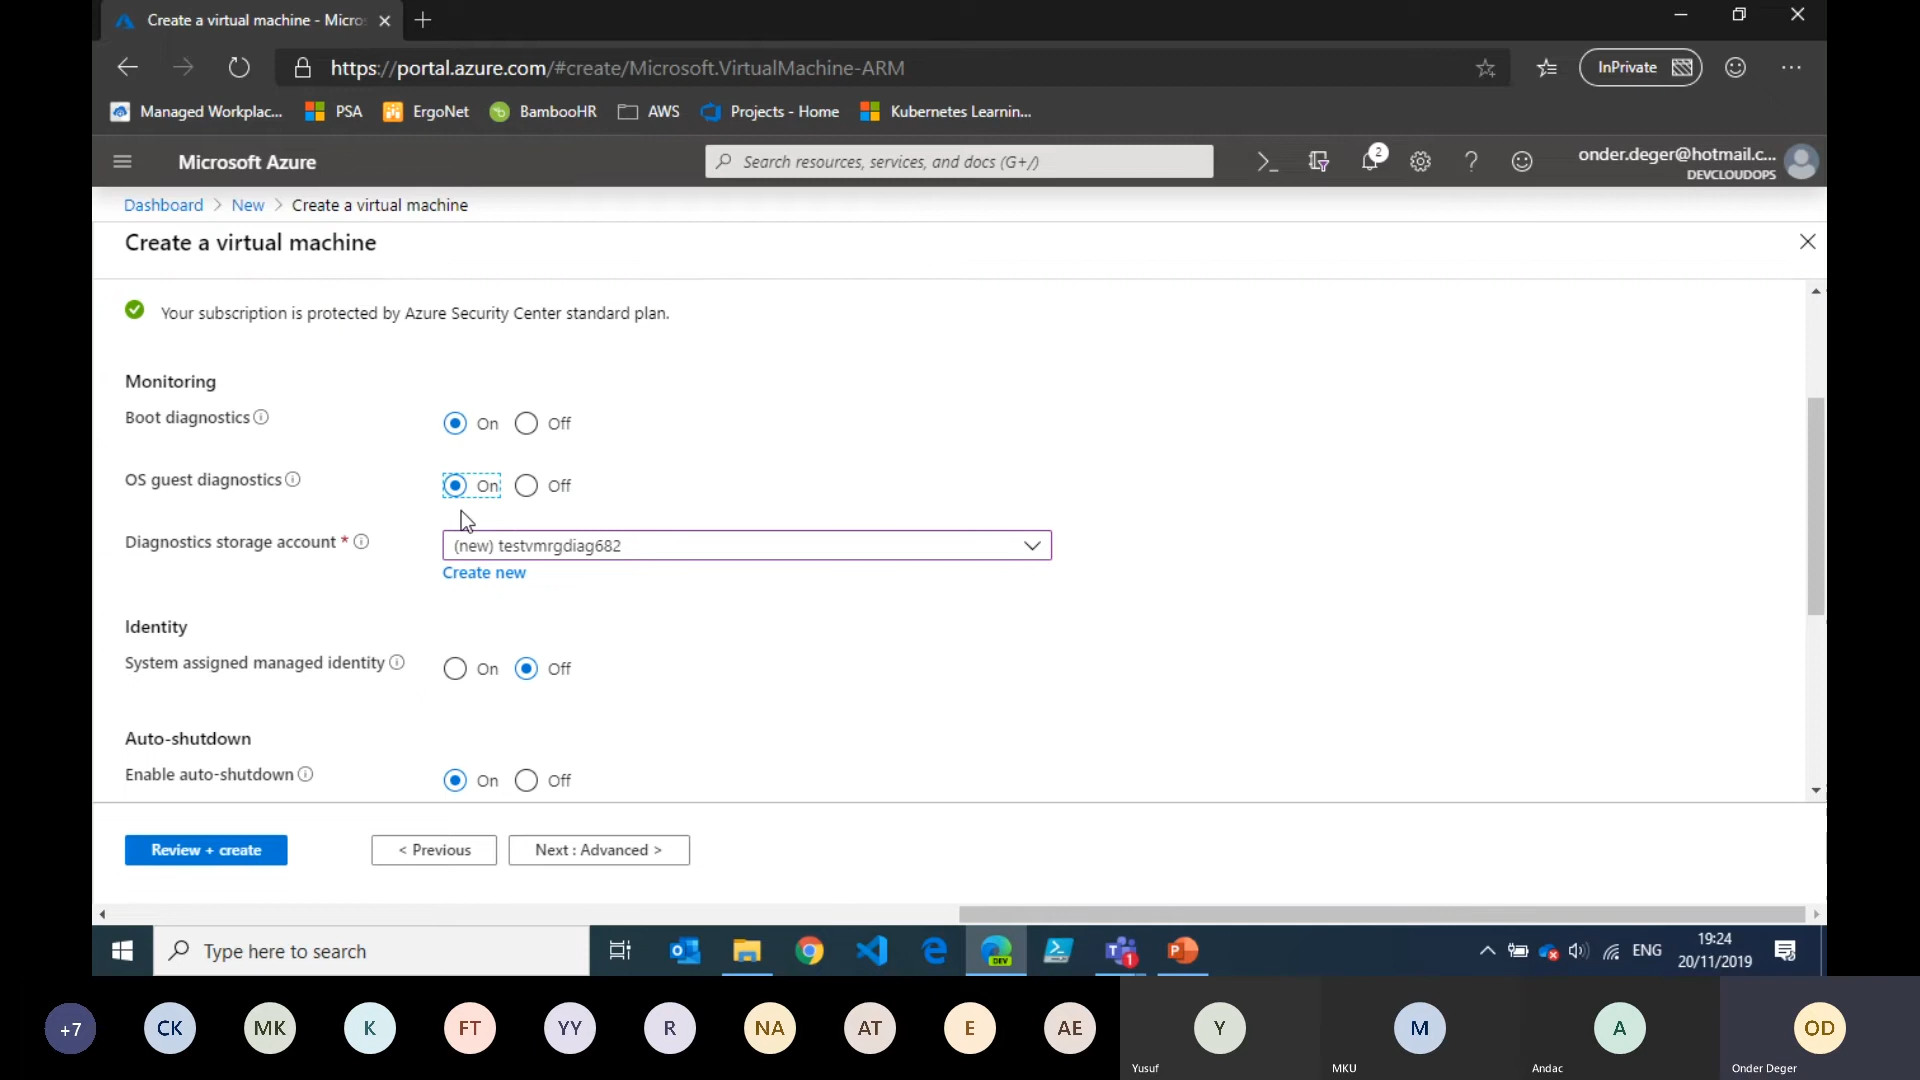 Create a virtual machine - Micro
https://portal.azure.com/#create/Microsoft.VirtualMachine-ARM
InPrivate
Managed Workplac...
PSA
ErgoNet
BambooHR
AWS
Projects - Home
Kubernetes Learnin...
Microsoft Azure
Search resources, services, and docs (G+/)
2
onder.deger@hotmail.c...
DEVCLOUDOPS
Dashboard > New > Create a virtual machine
Create a virtual machine
Your subscription is protected by Azure Security Center standard plan.
Monitoring
Boot diagnostics
On
Off
OS guest diagnostics
On
Off
Diagnostics storage account *
(new) testvmrgdiag682
Create new
Identity
System assigned managed identity
On
Off
Auto-shutdown
Enable auto-shutdown
On
Off
Review + create
< Previous
Next : Advanced >
Type here to search
DEV
1
ENG
19:24
20/11/2019
+7
CK
MK
K
FT
YY
R
NA
AT
E
AE
Y
M
A
OD
Yusuf
MKU
Andac
Onder Deger